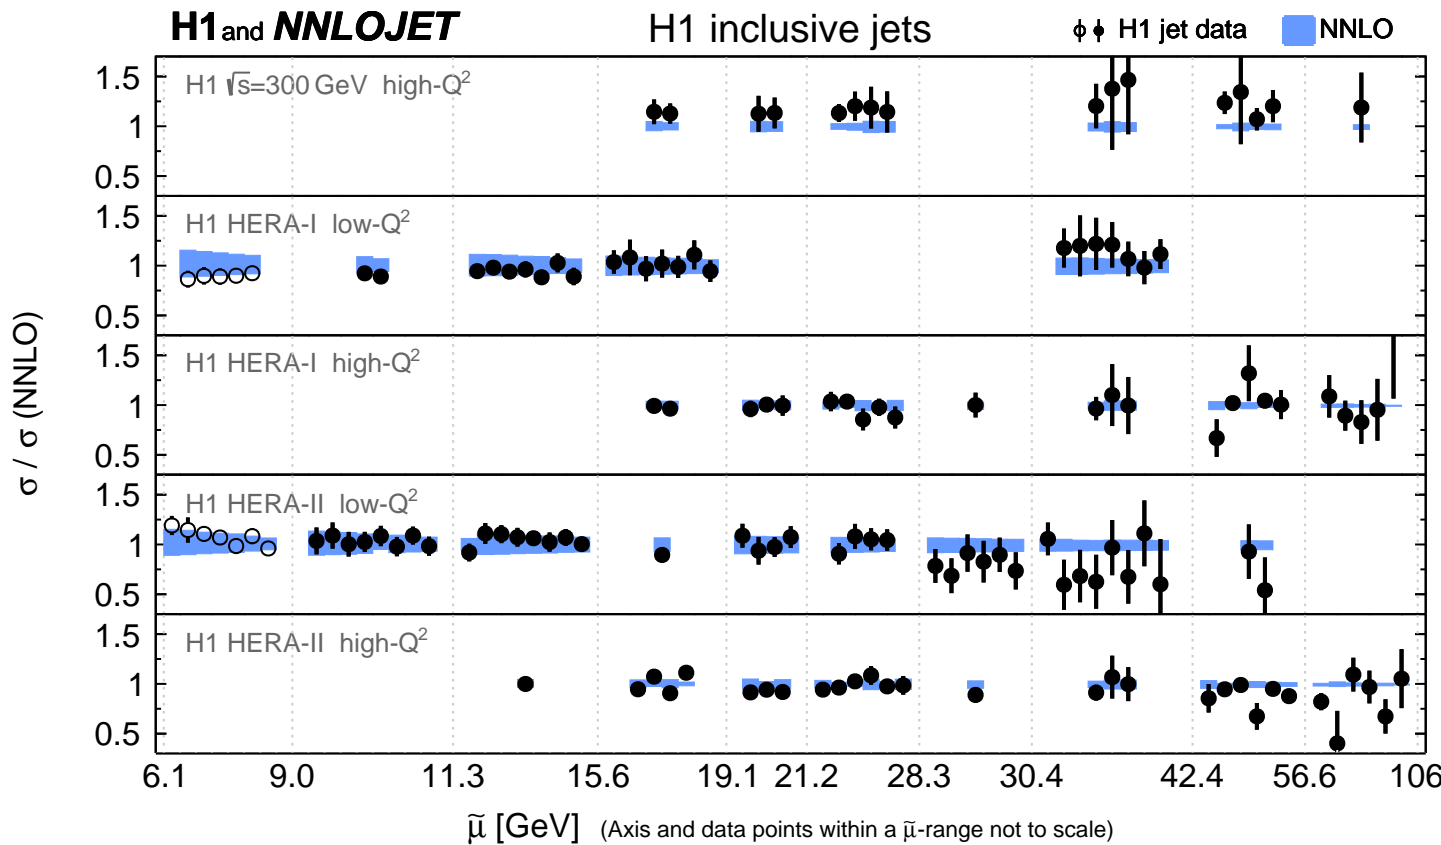 H1 and NNLOJET H1 inclusive jets H1 jet data NNLO
H1 √s=300 GeV high-Q²
1.5
1
0.5
H1 HERA-I low-Q²
1.5
1
0.5
H1 HERA-I high-Q²
1.5
1
0.5
H1 HERA-II low-Q²
1.5
1
0.5
H1 HERA-II high-Q²
1.5
1
0.5
σ / σ (NNLO)
6.1 9.0 11.3 15.6 19.1 21.2 28.3 30.4 42.4 56.6 106
μ̃ [GeV] (Axis and data points within a μ̃-range not to scale)